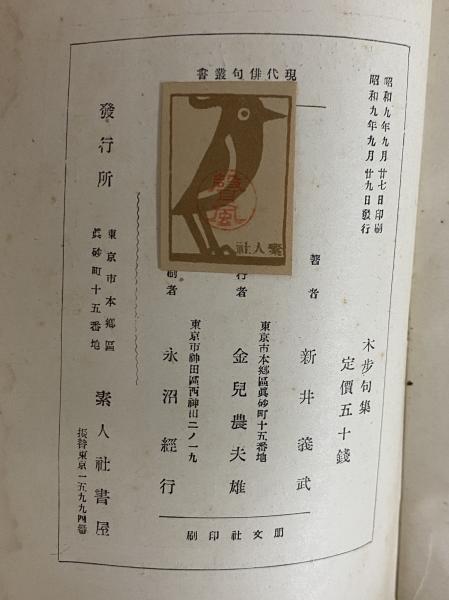 現代俳句叢書
昭和九年九月廿七日印刷
昭和九年九月廿九日發行
木歩句集
定價五十錢
著者
新井義武
東京市本郷區眞砂町十五番地
行者
金兒農夫雄
東京市神田區西神田二ノ一九
刷者
永沼經行
發行所
東京市本郷區
眞砂町十五番地
素人社書屋
振替東京一五九九四番
朋文社印刷
素人社